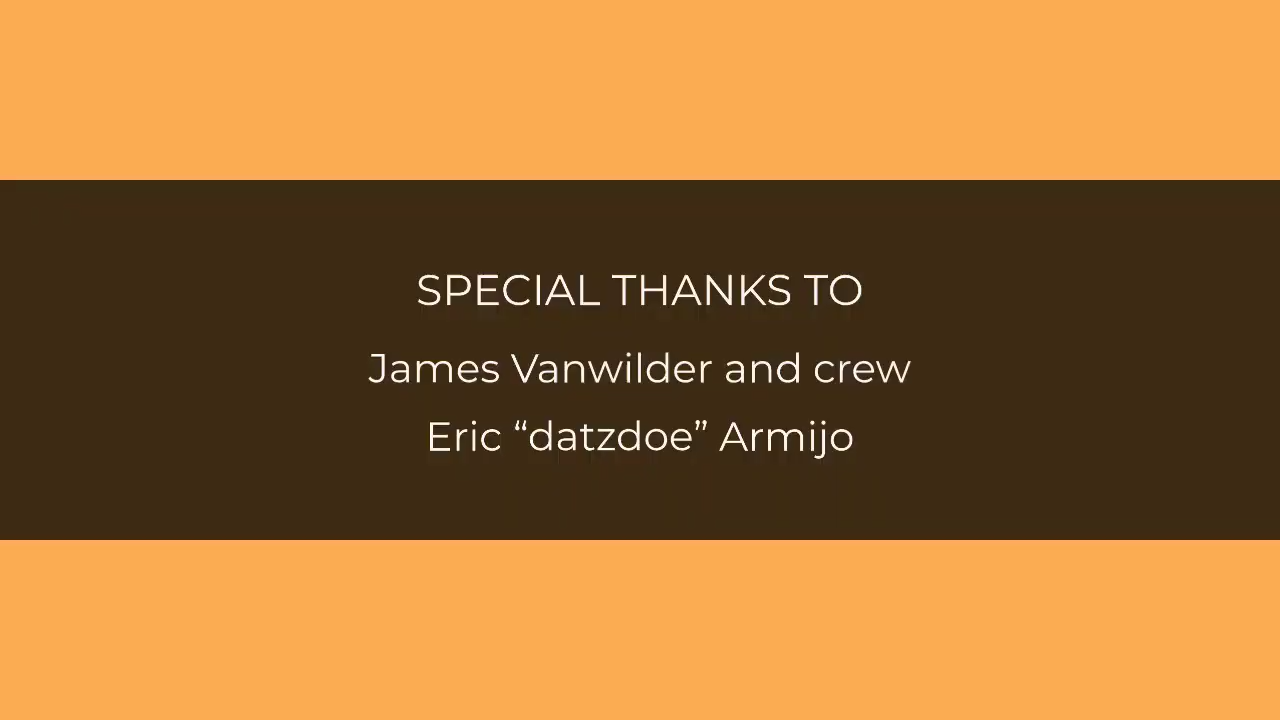 SPECIAL THANKS TO
James Vanwilder and crew
Eric “datzdoe” Armijo